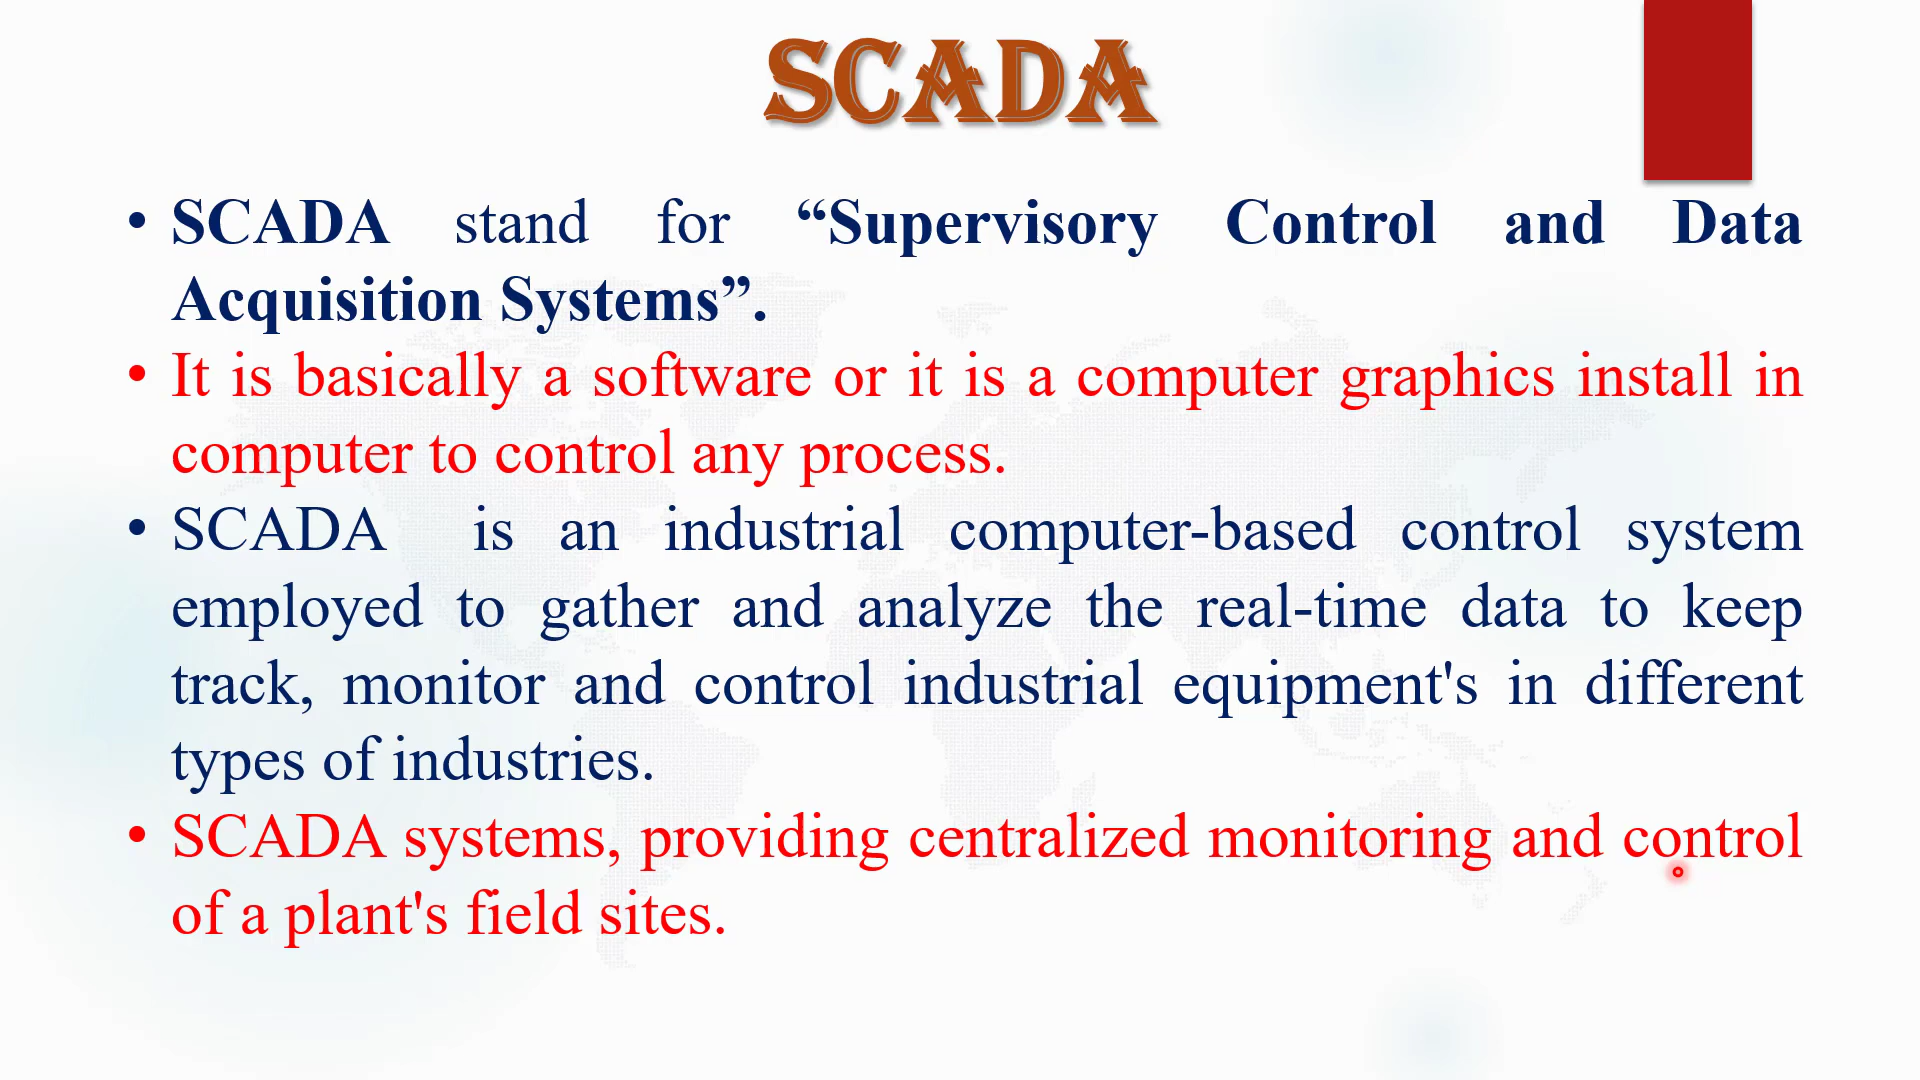 SCADA
• SCADA stand for “Supervisory Control and Data
Acquisition Systems”.
• It is basically a software or it is a computer graphics install in
computer to control any process.
• SCADA is an industrial computer-based control system
employed to gather and analyze the real-time data to keep
track, monitor and control industrial equipment's in different
types of industries.
• SCADA systems, providing centralized monitoring and control
of a plant's field sites.